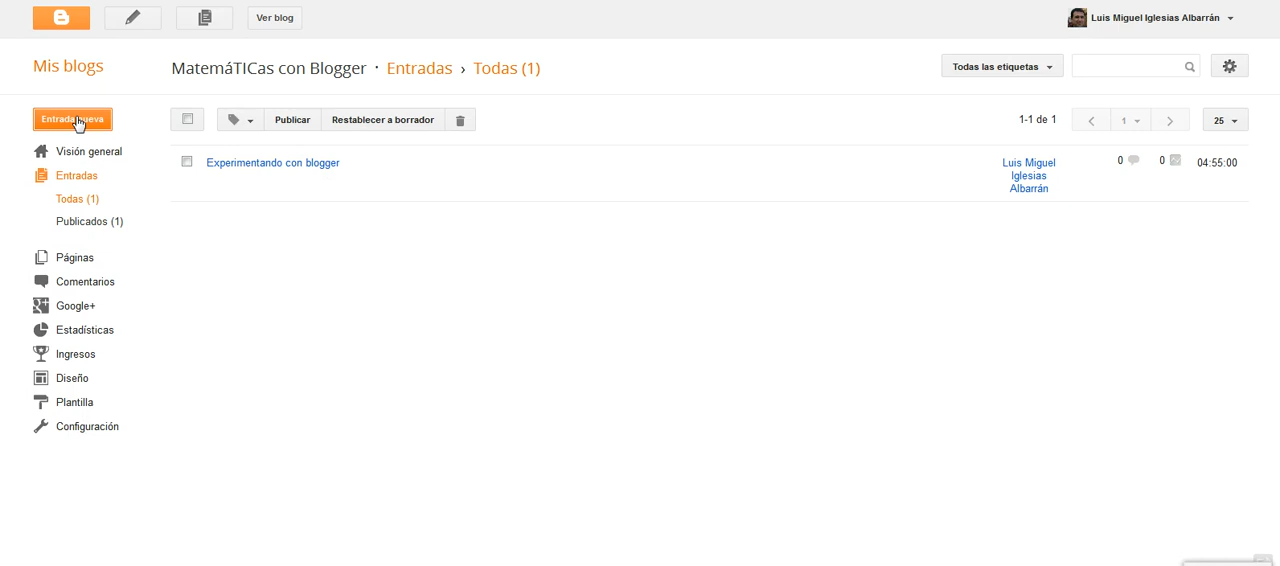 Ver blog
Luis Miguel Iglesias Albarrán
Mis blogs
MatemáTICas con Blogger · Entradas › Todas (1)
Todas las etiquetas
Entrada nueva
Publicar
Restablecer a borrador
1-1 de 1
1
25
Visión general
Entradas
Todas (1)
Publicados (1)
Páginas
Comentarios
Google+
Estadísticas
Ingresos
Diseño
Plantilla
Configuración
Experimentando con blogger
Luis Miguel
Iglesias
Albarrán
0
0
04:55:00